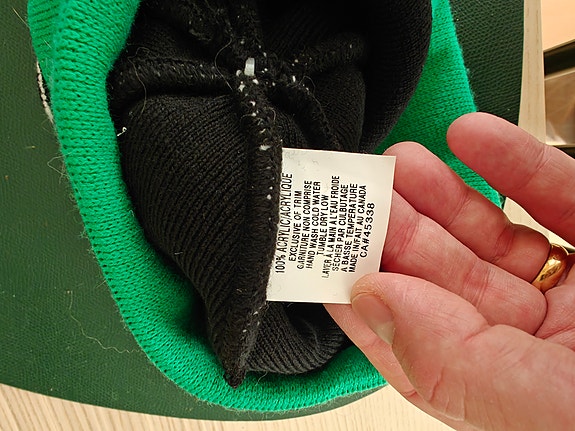 100% ACRYLIC/ACRYLIQUE
EXCLUSIVE OF TRIM
GARNITURE NON COMPRISE
HAND WASH COLD WATER
TUMBLE DRY LOW
LAVER À LA MAIN A L'EAU FROIDE
SÉCHER PAR CULBUTAGE
A BASSE TEMPERATURE
MADE IN/FAIT AU CANADA
CA#45338